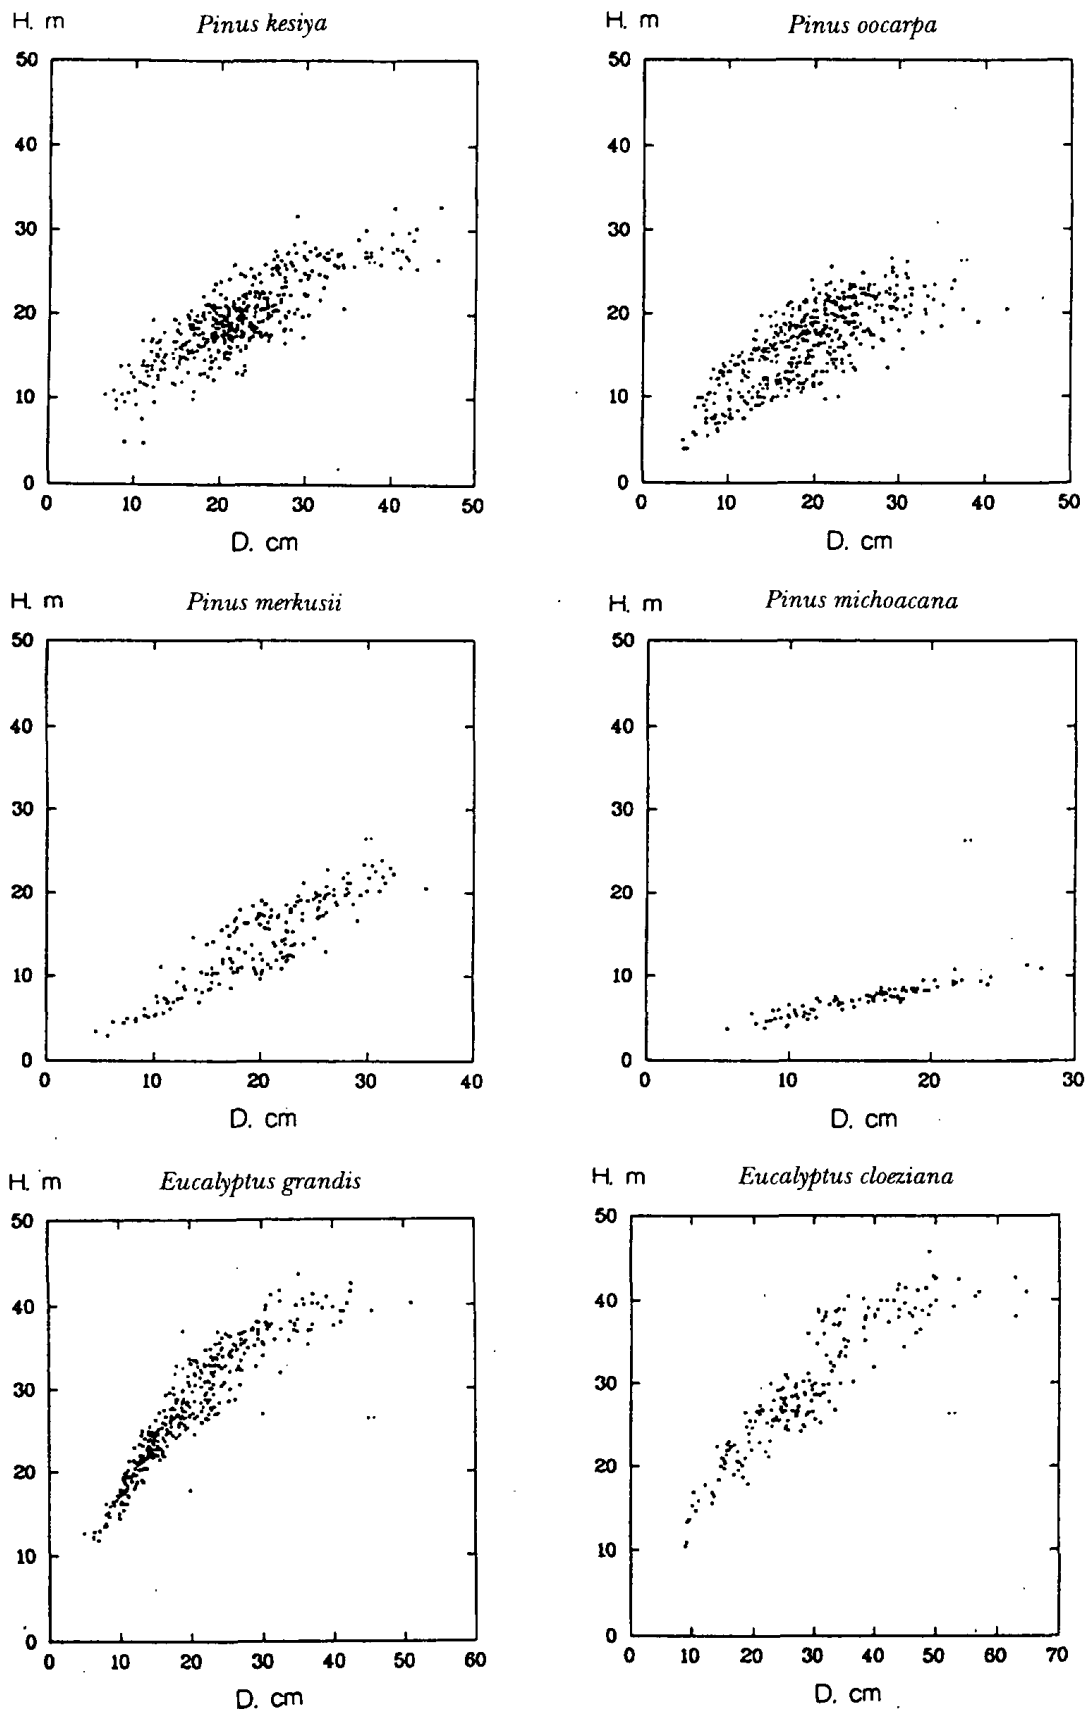 H. m Pinus kesiya
50
40
30
20
10
0
0 10 20 30 40 50
D. cm
H. m Pinus oocarpa
50
40
30
20
10
0
0 10 20 30 40 50
D. cm
H. m Pinus merkusii
50
40
30
20
10
0
0 10 20 30 40
D. cm
H. m Pinus michoacana
50
40
30
20
10
0
0 10 20 30
D. cm
H. m Eucalyptus grandis
50
40
30
20
10
0
0 10 20 30 40 50 60
D. cm
H. m Eucalyptus cloeziana
50
40
30
20
10
0
0 10 20 30 40 50 60 70
D. cm